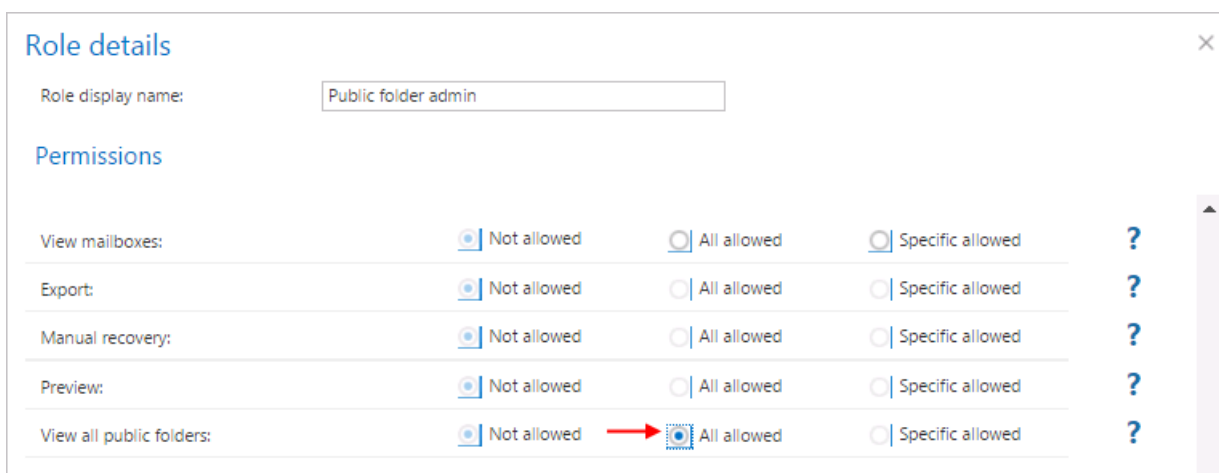 Role details
Role display name: Public folder admin
Permissions
View mailboxes: Not allowed All allowed Specific allowed ?
Export: Not allowed All allowed Specific allowed ?
Manual recovery: Not allowed All allowed Specific allowed ?
Preview: Not allowed All allowed Specific allowed ?
View all public folders: Not allowed All allowed Specific allowed ?